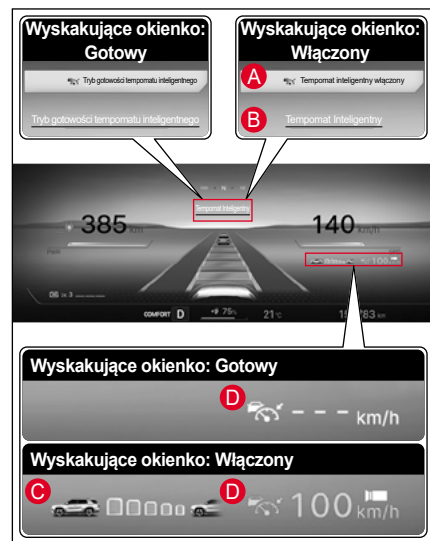 Wyskakujące okienko:
Gotowy
Tryb gotowości tempomatu inteligentnego
Tryb gotowości tempomatu inteligentnego
Wyskakujące okienko:
Włączony
A Tempomat inteligentny włączony
B Tempomat Inteligentny
Tempomat Inteligentny
385 km
140 km/h
100
COMFORT D 75% 21°C km
Wyskakujące okienko: Gotowy
D - - - km/h
Wyskakujące okienko: Włączony
C D 100 km/h